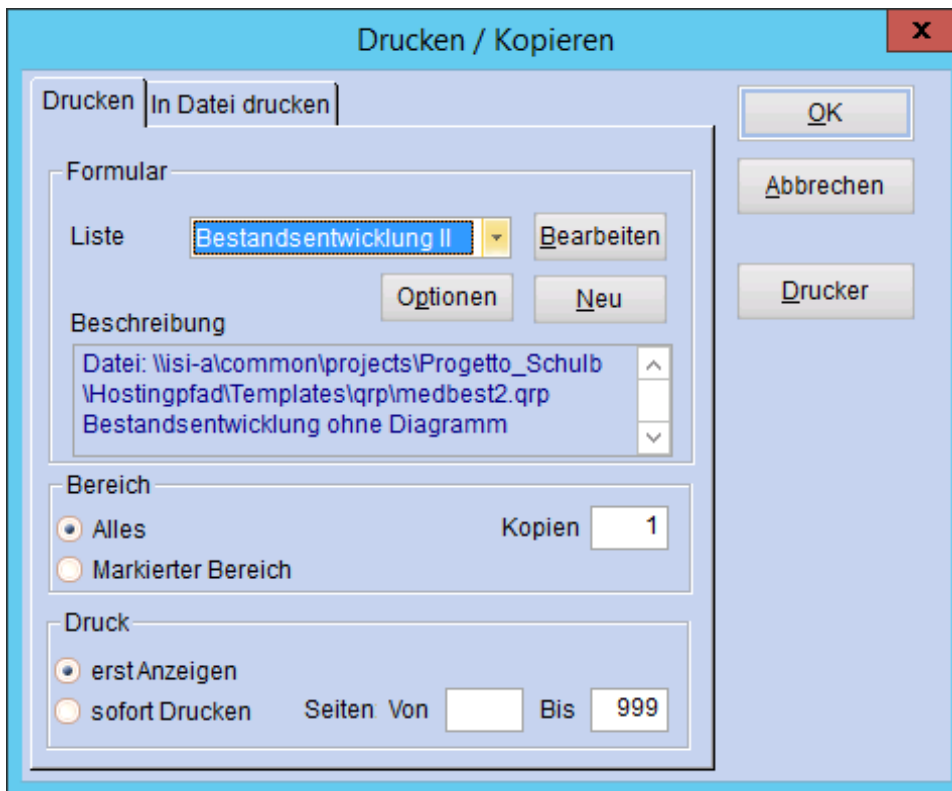 Drucken / Kopieren
x
Drucken In Datei drucken
OK
Abbrechen
Drucker
Formular
Liste Bestandsentwicklung II Bearbeiten
Optionen Neu
Beschreibung
Datei: \\isi-a\common\projects\Progetto_Schulb
\Hostingpfad\Templates\qrp\medbest2.qrp
Bestandsentwicklung ohne Diagramm
Bereich
Alles Kopien 1
Markierter Bereich
Druck
erst Anzeigen
sofort Drucken Seiten Von Bis 999